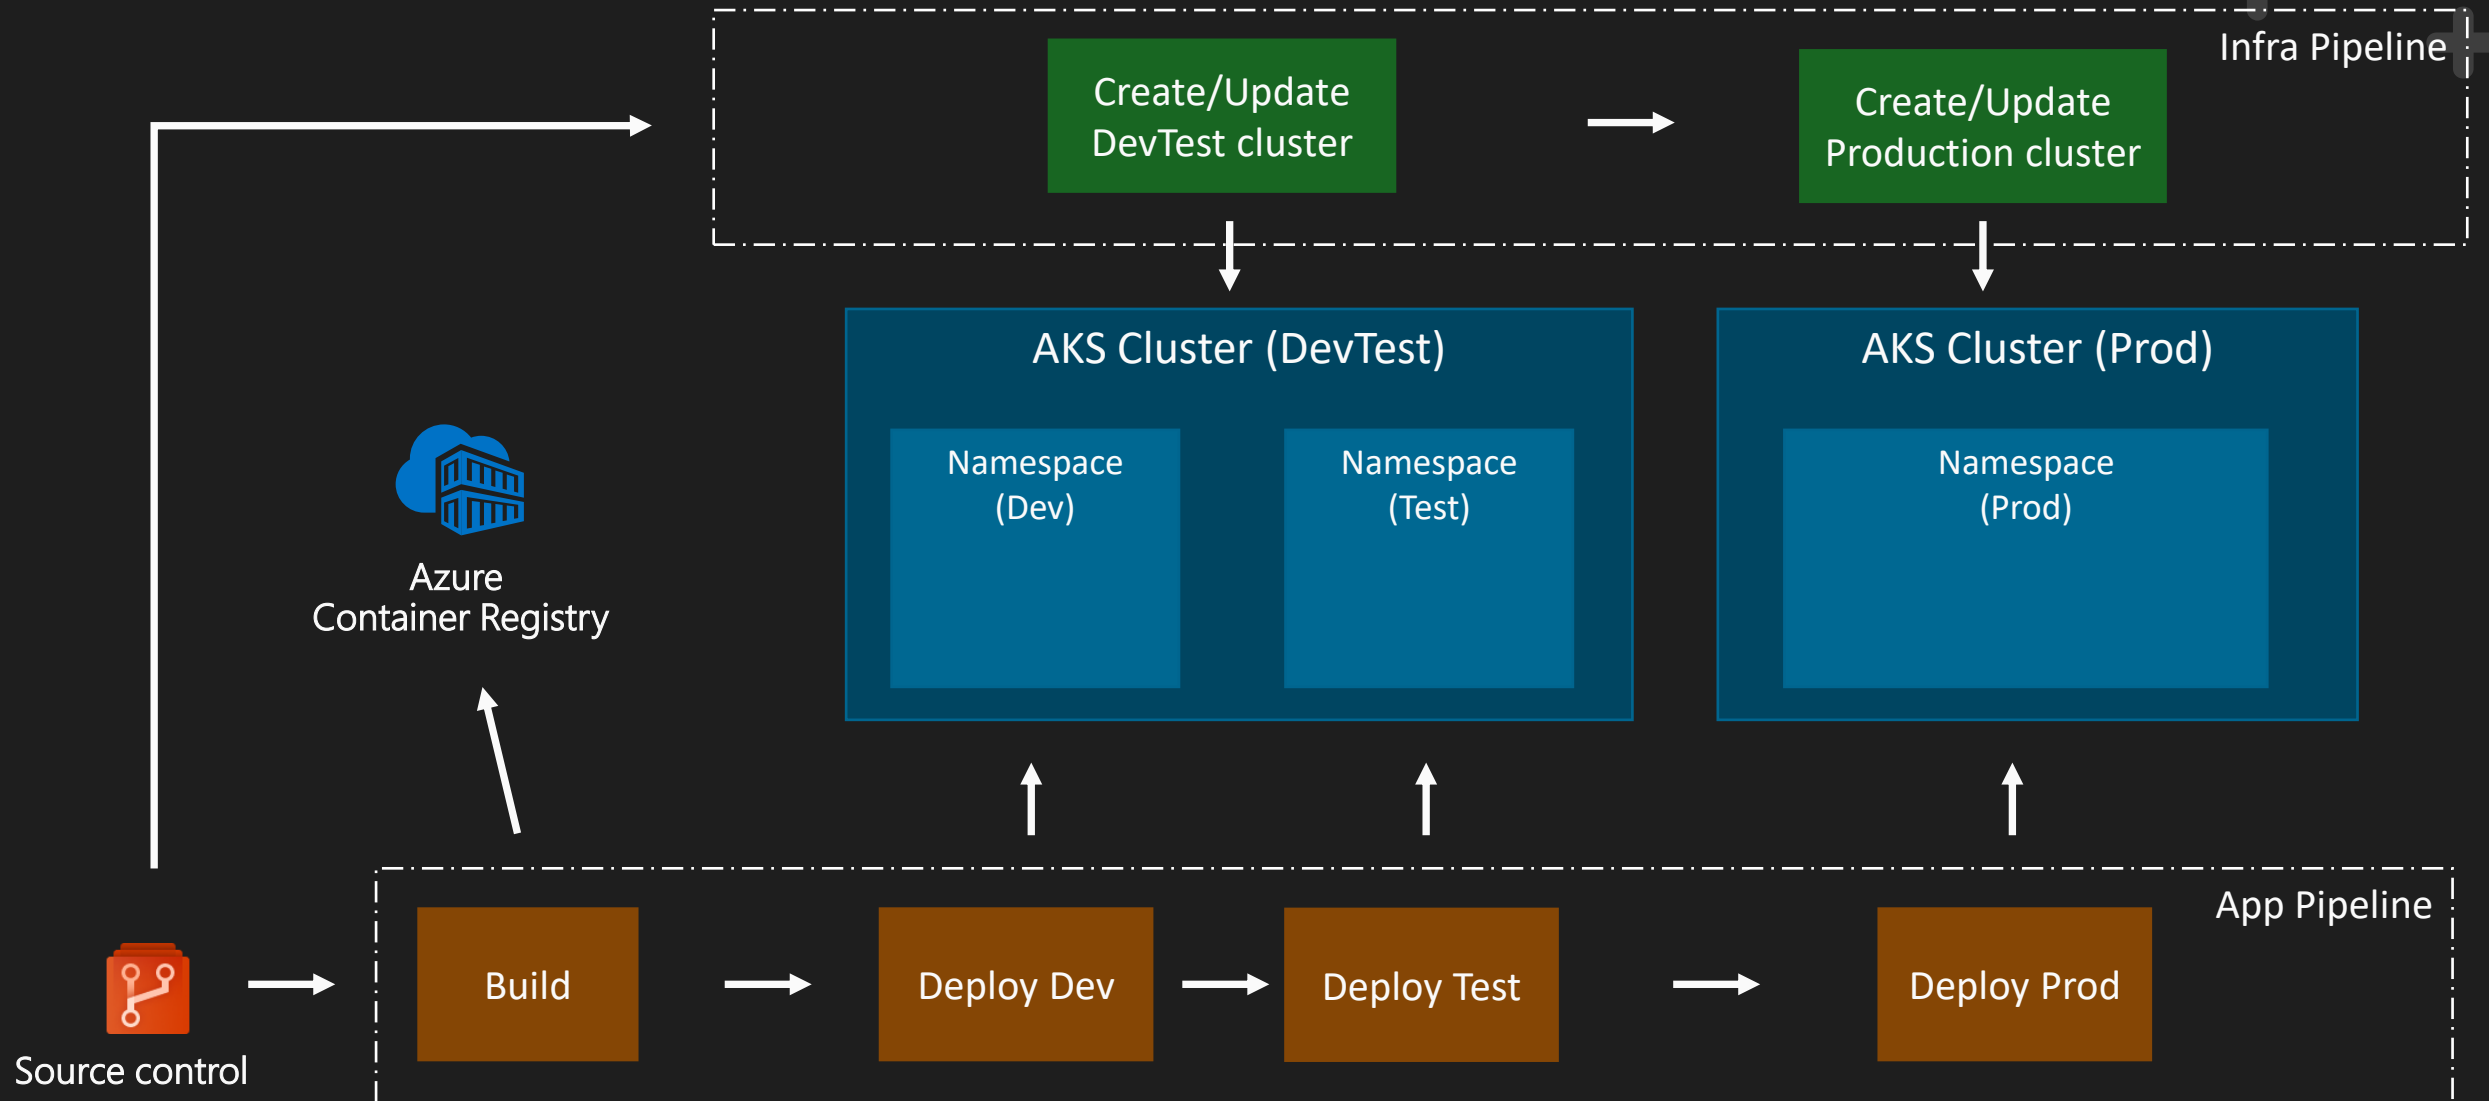 Infra Pipeline
Create/Update
DevTest cluster
Create/Update
Production cluster
AKS Cluster (DevTest)
AKS Cluster (Prod)
Namespace
(Dev)
Namespace
(Test)
Namespace
(Prod)
Azure
Container Registry
App Pipeline
Build
Deploy Dev
Deploy Test
Deploy Prod
Source control